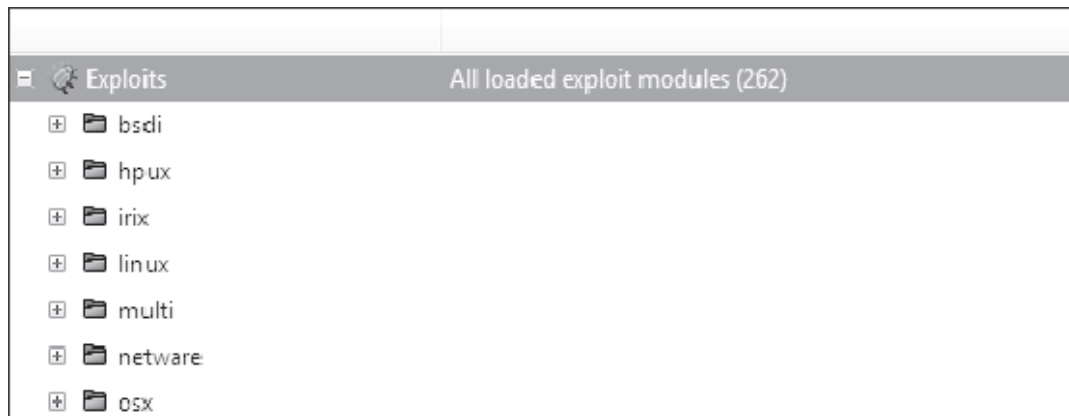 Exploits All loaded exploit modules (262)
bsdi
hpux
irix
linux
multi
netware
osx